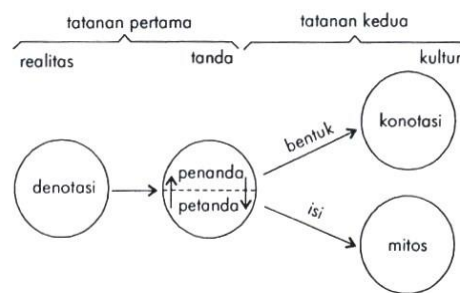 tatanan pertama tatanan kedua
realitas tanda kultur
konotasi
bentuk
penanda
denotasi
petanda
isi
mitos